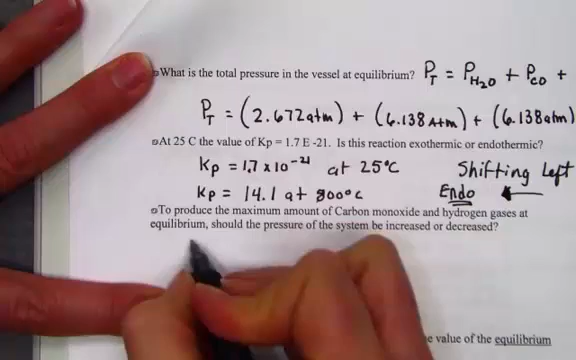 What is the total pressure in the vessel at equilibrium? P_T = P_H₂O + P_CO +
P_T = (2.672atm) + (6.138 Atm) + (6.138 atm)
At 25 C the value of Kp = 1.7 E -21. Is this reaction exothermic or endothermic?
Kp = 1.7 x 10⁻²¹ at 25°C Shifting Left
Kp = 14.1 at 800°C Endo ←
To produce the maximum amount of Carbon monoxide and hydrogen gases at
equilibrium, should the pressure of the system be increased or decreased?
e value of the equilibrium